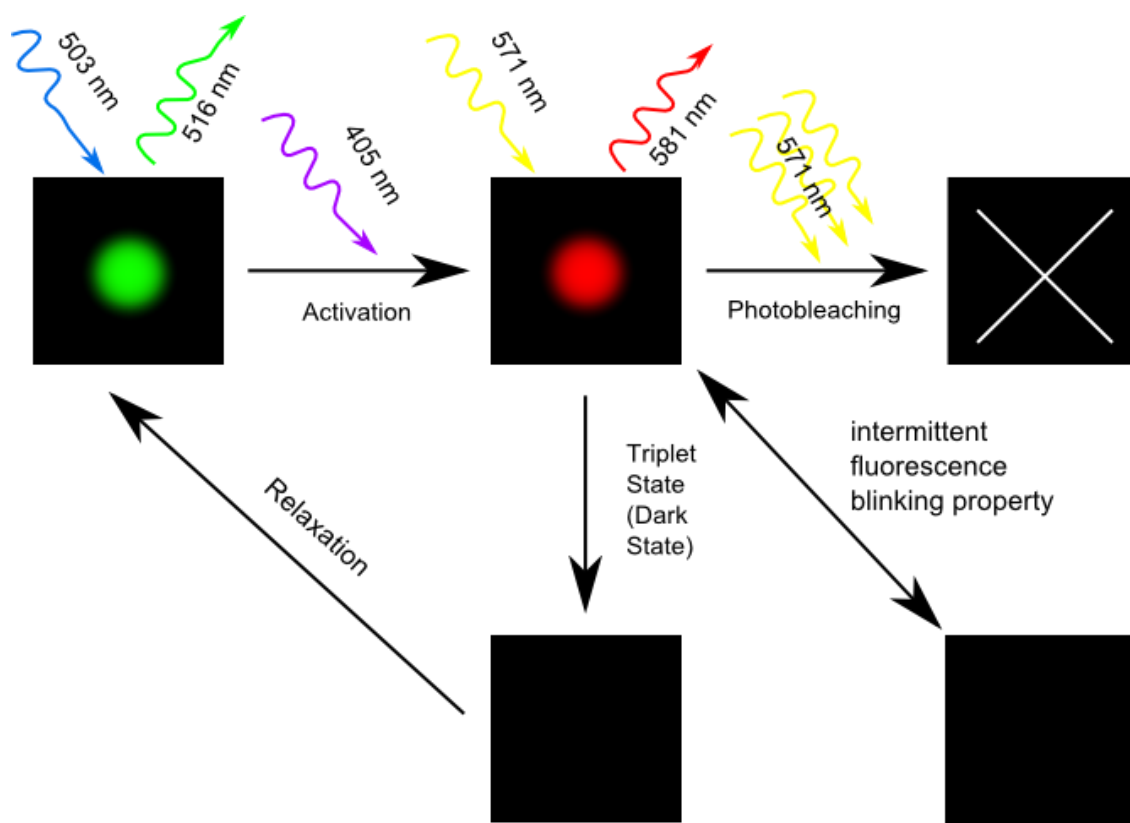 503 nm
516 nm
405 nm
571 nm
581 nm
571 nm
Activation
Photobleaching
Triplet
State
(Dark
State)
intermittent
fluorescence
blinking property
Relaxation